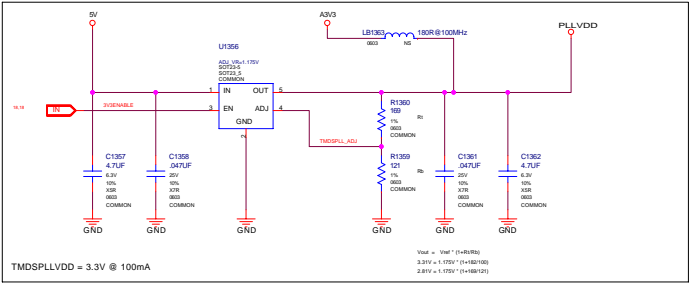 5V
A3V3
LB1363 180R@100MHz
0603 NS
PLLVDD
U1356
ADJ_VR=1.175V
SOT23-5
SOT23_5
COMMON
1 IN OUT 5
3 EN ADJ 4
GND
2
18,19 IN 3V3ENABLE
TMDSPLL_ADJ
R1360
169
1%
0603
COMMON
Rt
R1359
121
1%
0603
COMMON
Rb
C1357
4.7UF
6.3V
10%
X5R
0603
COMMON
C1358
.047UF
25V
10%
X7R
0603
COMMON
C1361
.047UF
25V
10%
X7R
0603
COMMON
C1362
4.7UF
6.3V
10%
X5R
0603
COMMON
GND GND GND GND GND GND
TMDSPLLVDD = 3.3V @ 100mA
Vout = Vref * (1+Rt/Rb)
3.31V = 1.175V * (1+182/100)
2.81V = 1.175V * (1+169/121)